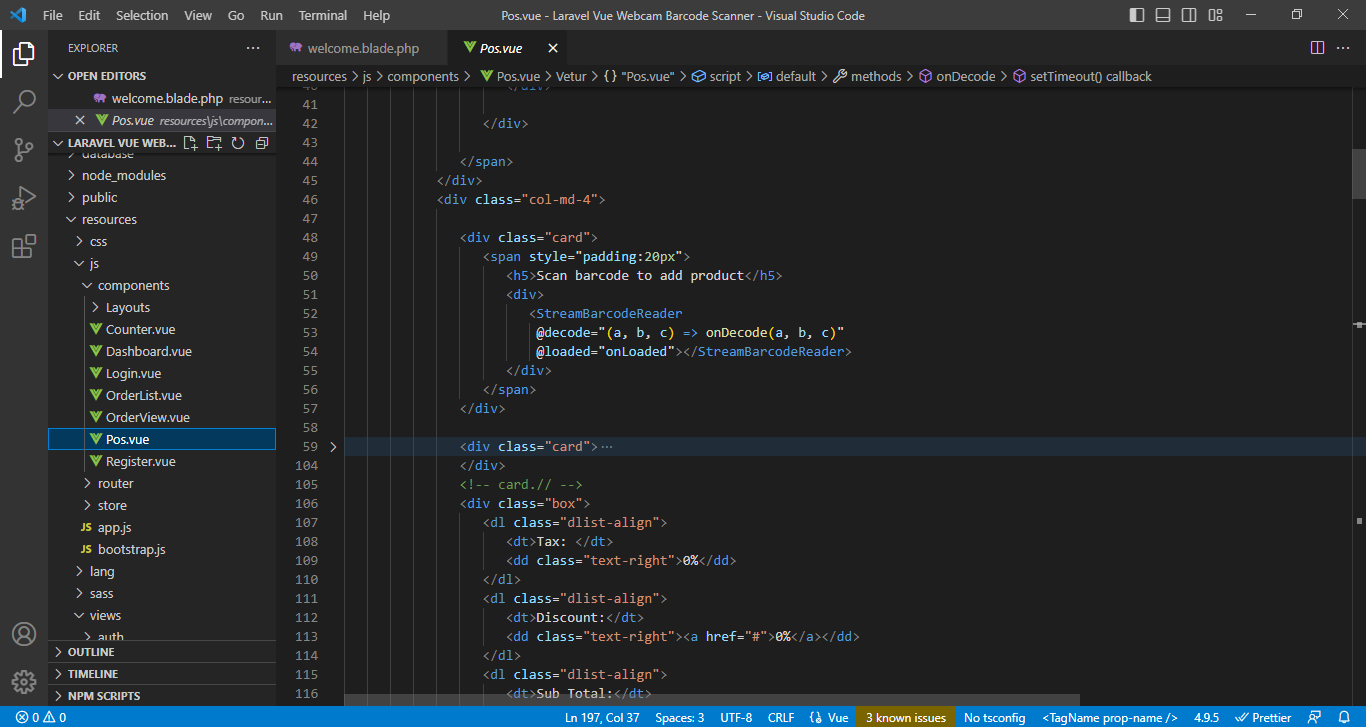 File Edit Selection View Go Run Terminal Help
Pos.vue - Laravel Vue Webcam Barcode Scanner - Visual Studio Code
EXPLORER
OPEN EDITORS
welcome.blade.php resour...
Pos.vue resources\js\compon...
LARAVEL VUE WEB...
database
node_modules
public
resources
css
js
components
Layouts
Counter.vue
Dashboard.vue
Login.vue
OrderList.vue
OrderView.vue
Pos.vue
Register.vue
router
store
JS app.js
JS bootstrap.js
lang
sass
views
auth
OUTLINE
TIMELINE
NPM SCRIPTS
welcome.blade.php Pos.vue
resources > js > components > Pos.vue > Vetur > {} "Pos.vue" > script > default > methods > onDecode > setTimeout() callback
40 </div>
41
42 </div>
43
44 </span>
45 </div>
46 <div class="col-md-4">
47
48 <div class="card">
49 <span style="padding:20px">
50 <h5>Scan barcode to add product</h5>
51 <div>
52 <StreamBarcodeReader
53 @decode="(a, b, c) => onDecode(a, b, c)"
54 @loaded="onLoaded"></StreamBarcodeReader>
55 </div>
56 </span>
57 </div>
58
59 <div class="card">···
104 </div>
105 <!-- card.// -->
106 <div class="box">
107 <dl class="dlist-align">
108 <dt>Tax: </dt>
109 <dd class="text-right">0%</dd>
110 </dl>
111 <dl class="dlist-align">
112 <dt>Discount:</dt>
113 <dd class="text-right"><a href="#">0%</a></dd>
114 </dl>
115 <dl class="dlist-align">
116 <dt>Sub Total:</dt>
0 0 Ln 197, Col 37 Spaces: 3 UTF-8 CRLF Vue 3 known issues No tsconfig <TagName prop-name /> 4.9.5 Prettier